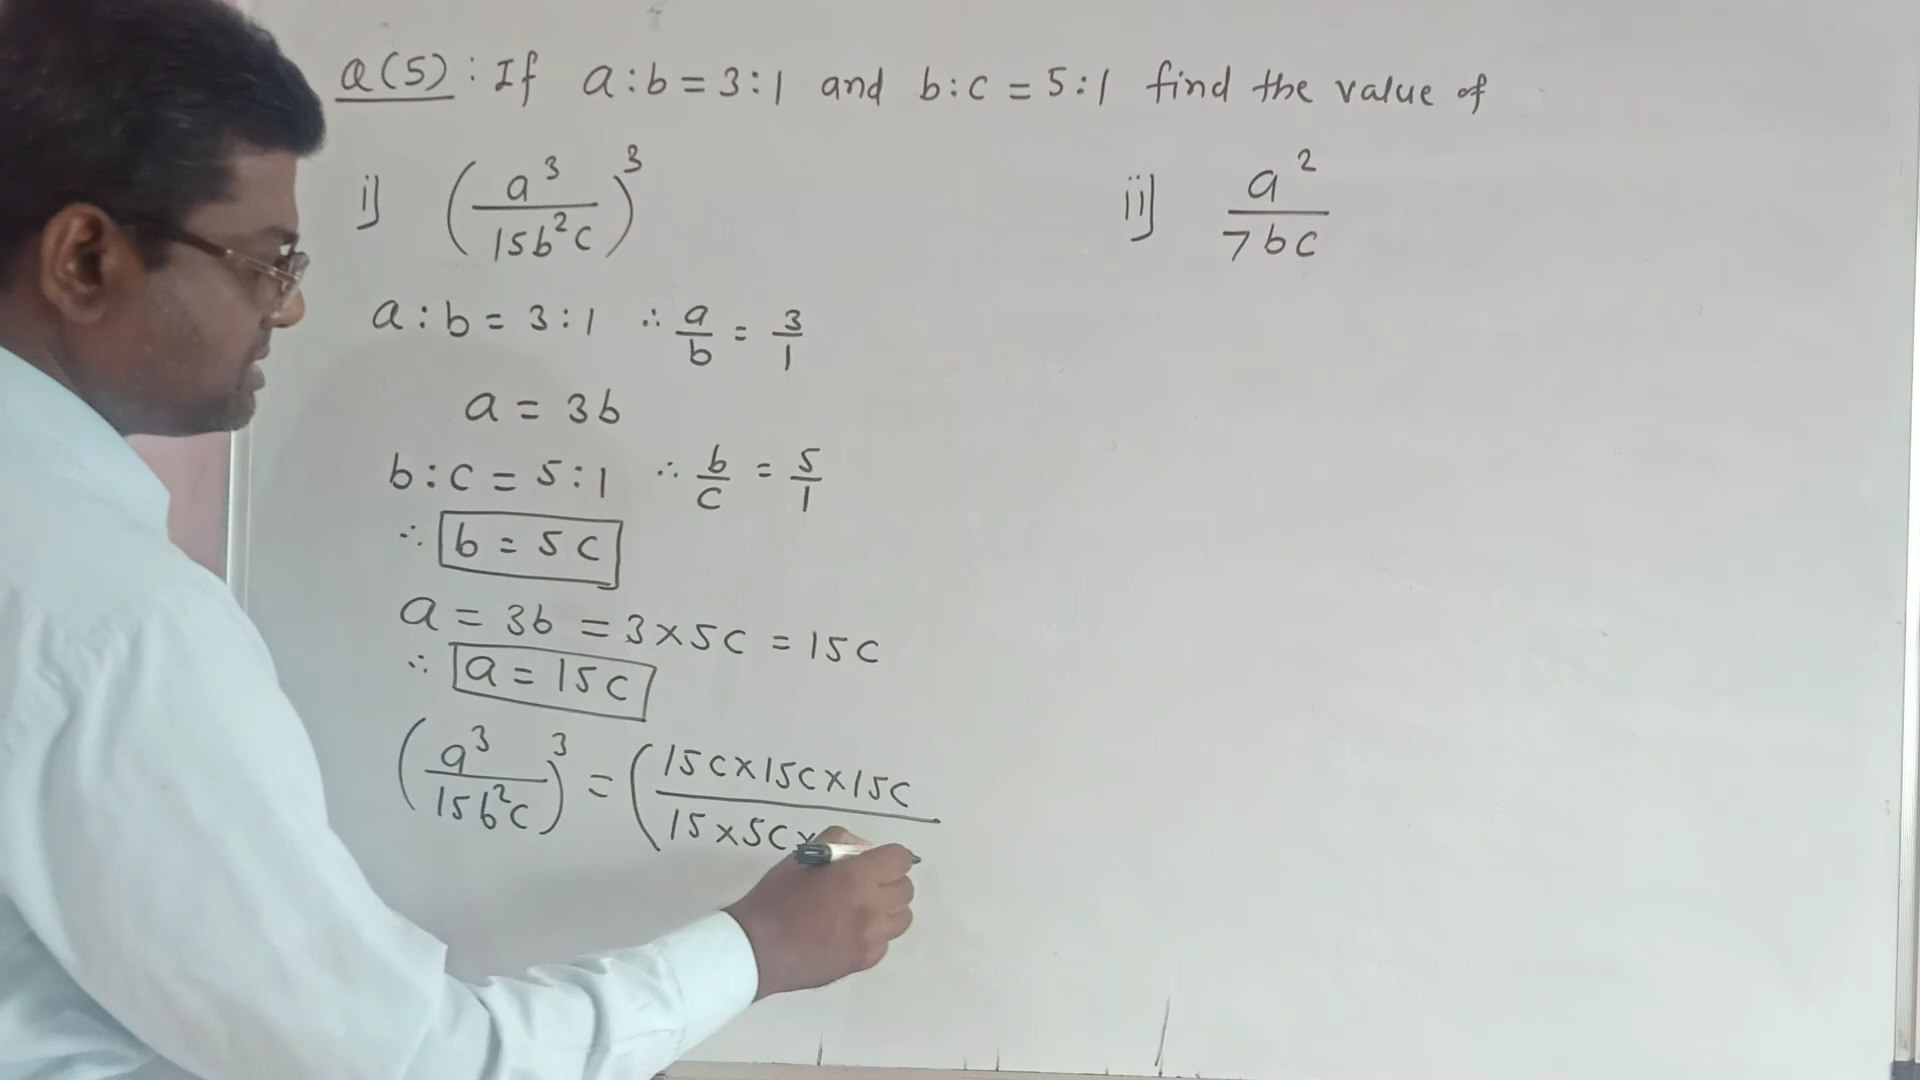 Q(5): If a:b = 3:1 and b:c = 5:1 find the value of
i) (a³/15b²c)³
ii) a²/7bc
a:b = 3:1 ∴ a/b = 3/1
a = 3b
b:c = 5:1 ∴ b/c = 5/1
∴ b = 5c
a = 3b = 3×5c = 15c
∴ a = 15c
(a³/15b²c)³ = (15c×15c×15c/15×5c×